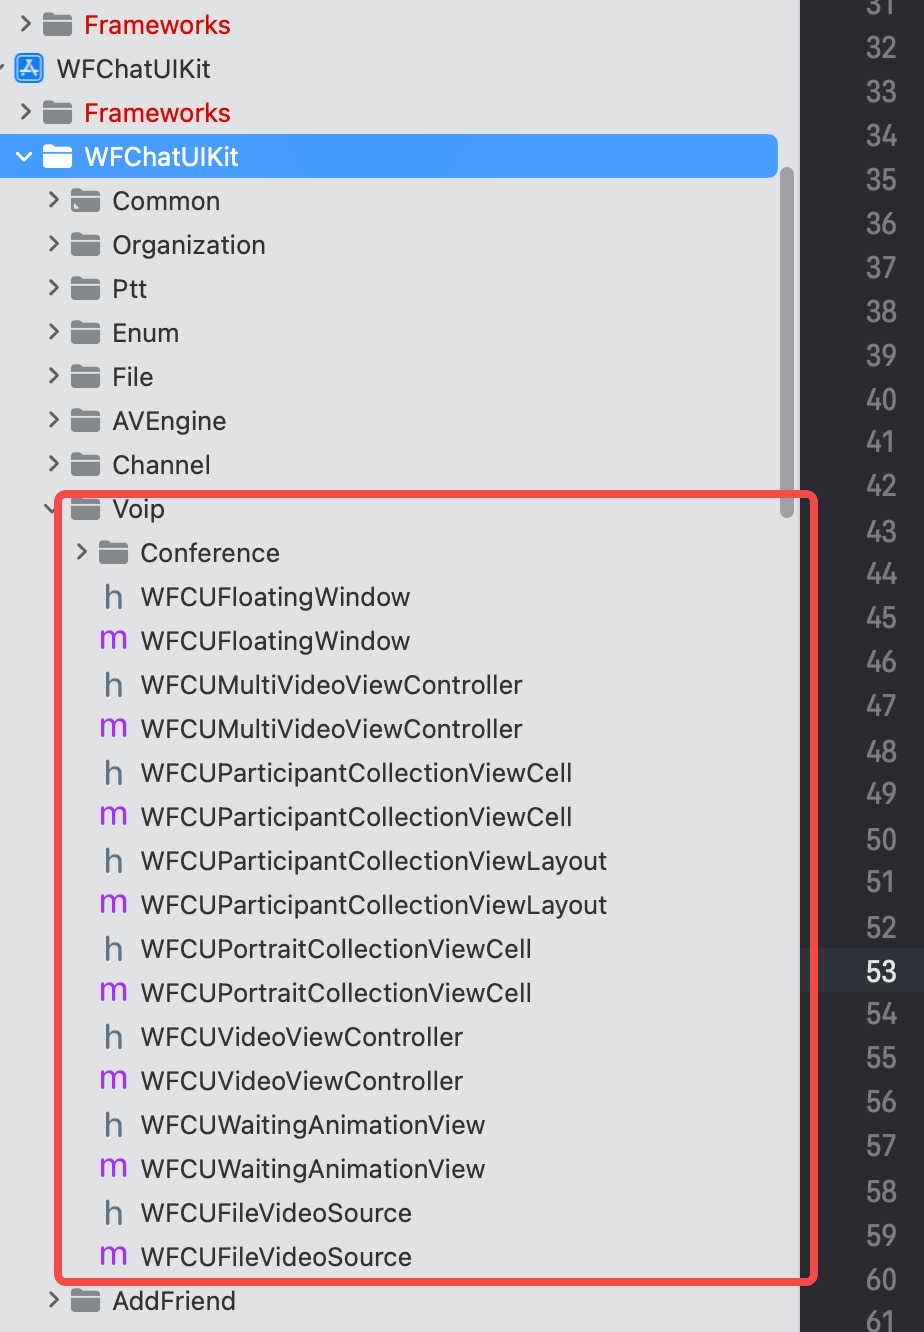 Frameworks
31
32
WFChatUIKit
33
Frameworks
34
WFChatUIKit
35
Common
36
Organization
37
Ptt
38
Enum
39
File
40
AVEngine
41
Channel
42
Voip
43
Conference
44
h WFCUFloatingWindow
45
m WFCUFloatingWindow
46
h WFCUMultiVideoViewController
47
m WFCUMultiVideoViewController
48
h WFCUParticipantCollectionViewCell
49
m WFCUParticipantCollectionViewCell
50
h WFCUParticipantCollectionViewLayout
51
m WFCUParticipantCollectionViewLayout
52
h WFCUPortraitCollectionViewCell
53
m WFCUPortraitCollectionViewCell
54
h WFCUVideoViewController
55
m WFCUVideoViewController
56
h WFCUWaitingAnimationView
57
m WFCUWaitingAnimationView
58
h WFCUFileVideoSource
59
m WFCUFileVideoSource
60
AddFriend
61